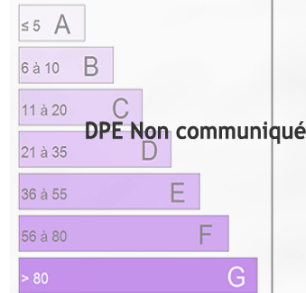 ≤ 5 A
6 à 10 B
11 à 20 C
DPE Non communiqué
21 à 35 D
36 à 55 E
56 à 80 F
> 80 G